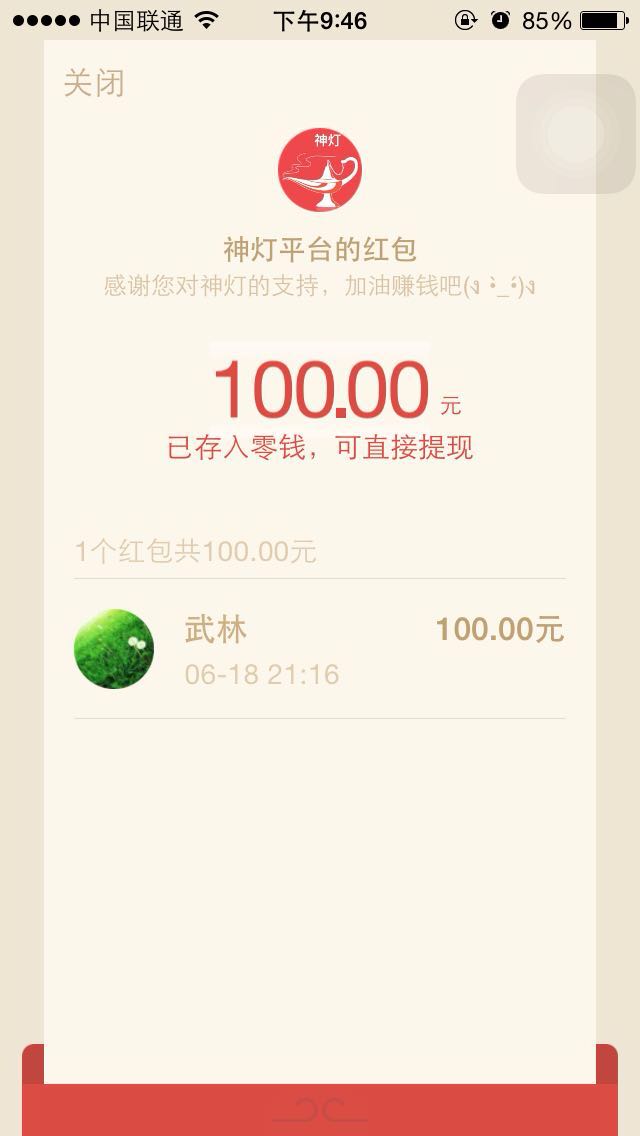 中国联通 下午9:46 85%
关闭
神灯
神灯平台的红包
感谢您对神灯的支持，加油赚钱吧(ง •̀_•́)ง
100.00 元
已存入零钱，可直接提现
1个红包共100.00元
武林 100.00元
06-18 21:16